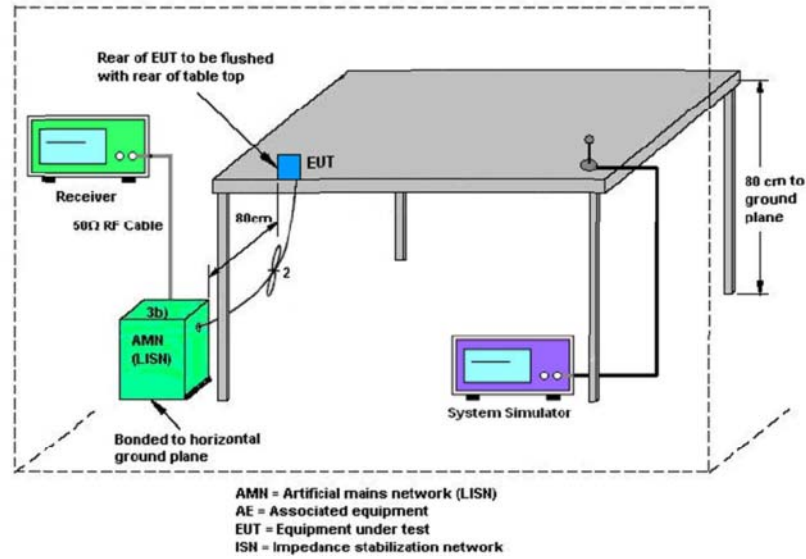 Rear of EUT to be flushed
with rear of table top
EUT
Receiver
50Ω RF Cable
80cm
2
80 cm to
ground
plane
3b)
AMN
(LISN)
System Simulator
Bonded to horizontal
ground plane
AMN = Artificial mains network (LISN)
AE = Associated equipment
EUT = Equipment under test
ISN = Impedance stabilization network